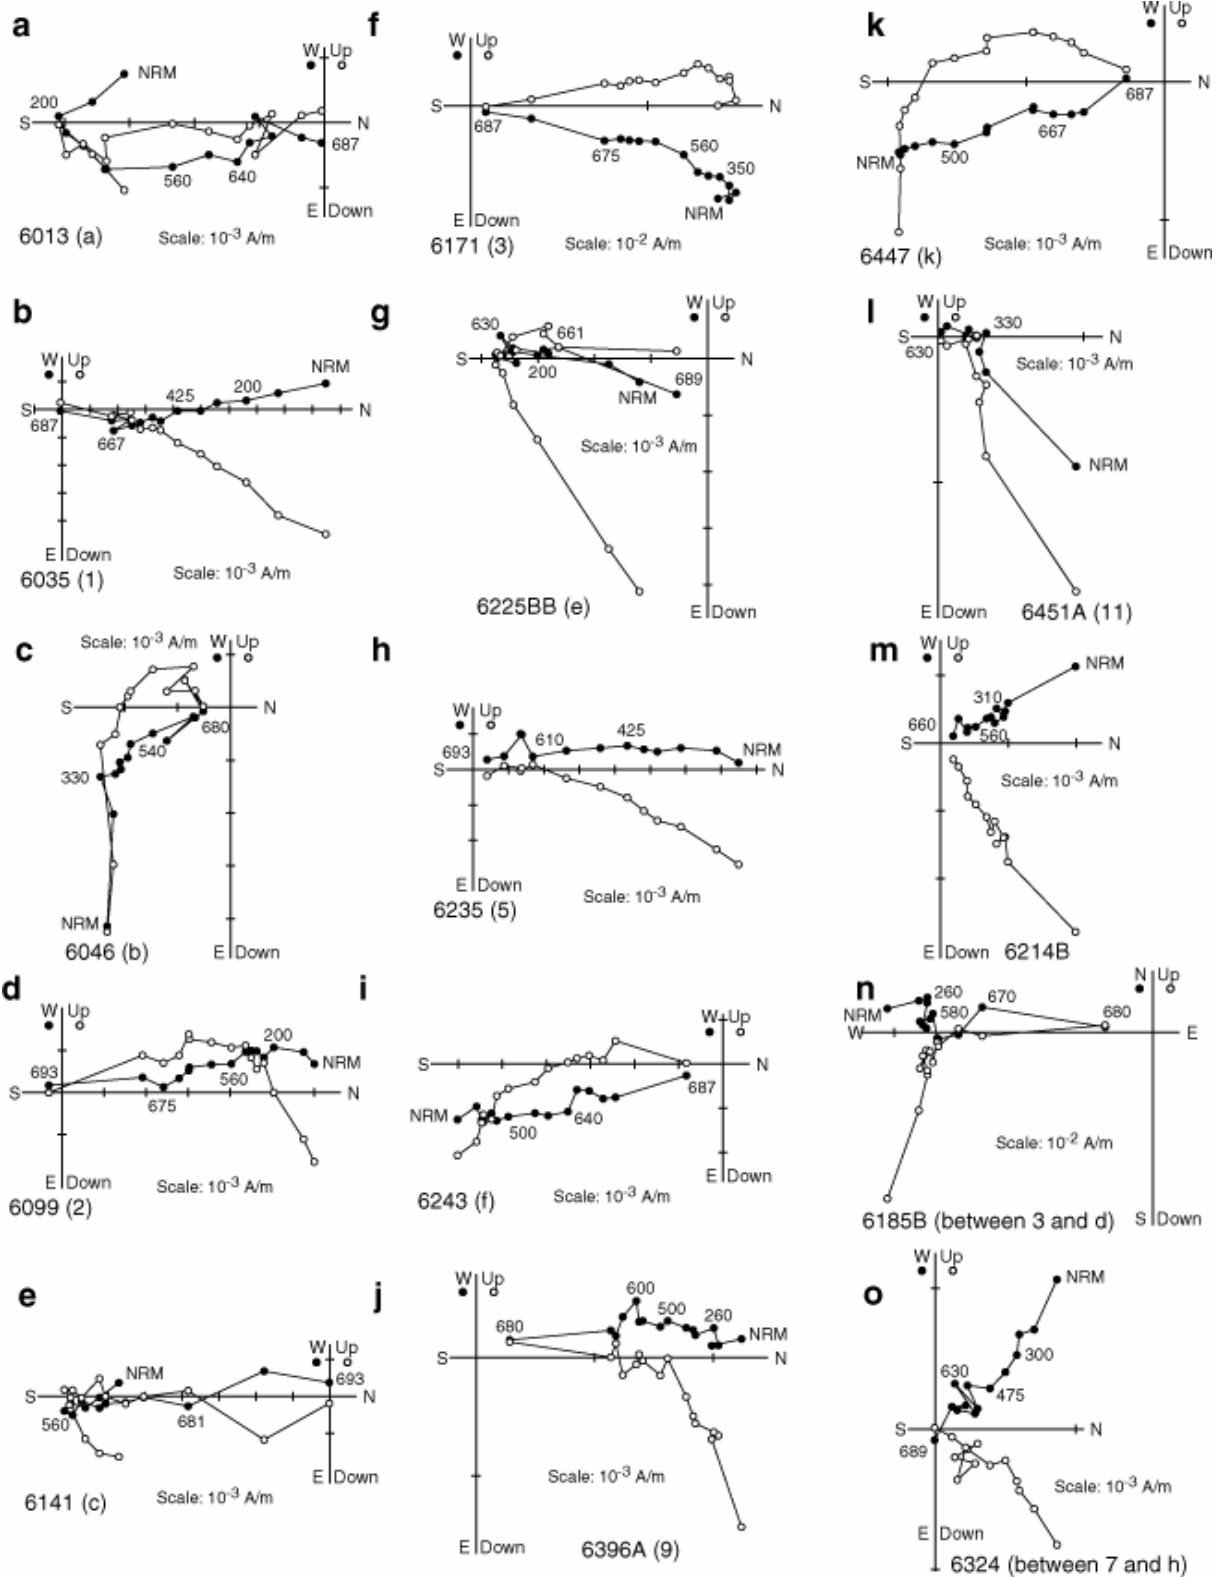 a
W Up
NRM
200
S N
560
640
687
E Down
6013 (a)
Scale: 10-3 A/m
f
W Up
S N
687
675
560
350
NRM
E Down
6171 (3)
Scale: 10-2 A/m
k
W Up
S N
687
667
NRM
500
6447 (k)
Scale: 10-3 A/m
E Down
b
W Up
NRM
425
200
S N
687
667
E Down
6035 (1)
Scale: 10-3 A/m
g
W Up
630
661
S N
200
NRM
689
Scale: 10-3 A/m
6225BB (e)
E Down
l
W Up
330
S N
630
Scale: 10-3 A/m
NRM
E Down
6451A (11)
c
Scale: 10-3 A/m
W Up
S N
680
540
330
NRM
6046 (b)
E Down
h
W Up
693
610
425
NRM
S N
E Down
6235 (5)
Scale: 10-3 A/m
m
W Up
NRM
310
660
560
S N
Scale: 10-3 A/m
E Down
6214B
d
W Up
200
693
NRM
560
S N
675
E Down
6099 (2)
Scale: 10-3 A/m
i
W Up
S N
687
NRM
500
640
E Down
6243 (f)
Scale: 10-3 A/m
n
N Up
260
670
NRM
580
680
W E
Scale: 10-2 A/m
6185B (between 3 and d)
S Down
e
W Up
NRM
693
S N
560
681
E Down
6141 (c)
Scale: 10-3 A/m
j
W Up
600
680
500
260
NRM
S N
Scale: 10-3 A/m
E Down
6396A (9)
o
W Up
NRM
300
630
475
S N
689
Scale: 10-3 A/m
E Down
6324 (between 7 and h)